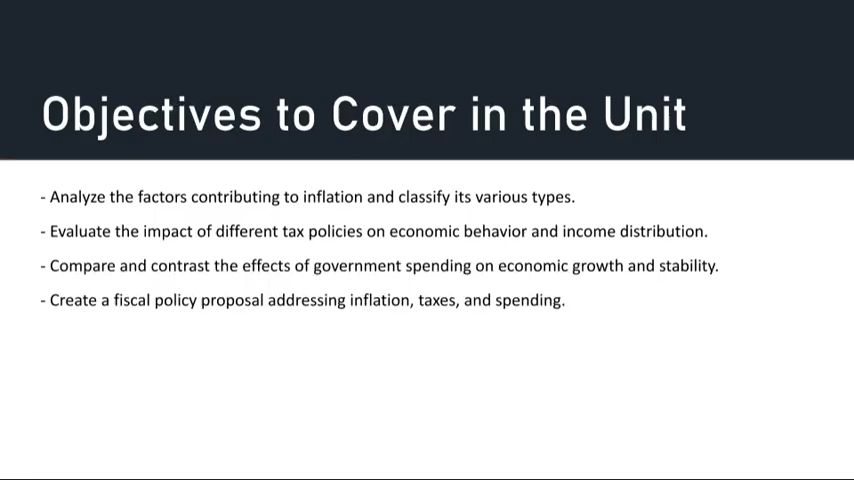 Objectives to Cover in the Unit
- Analyze the factors contributing to inflation and classify its various types.
- Evaluate the impact of different tax policies on economic behavior and income distribution.
- Compare and contrast the effects of government spending on economic growth and stability.
- Create a fiscal policy proposal addressing inflation, taxes, and spending.